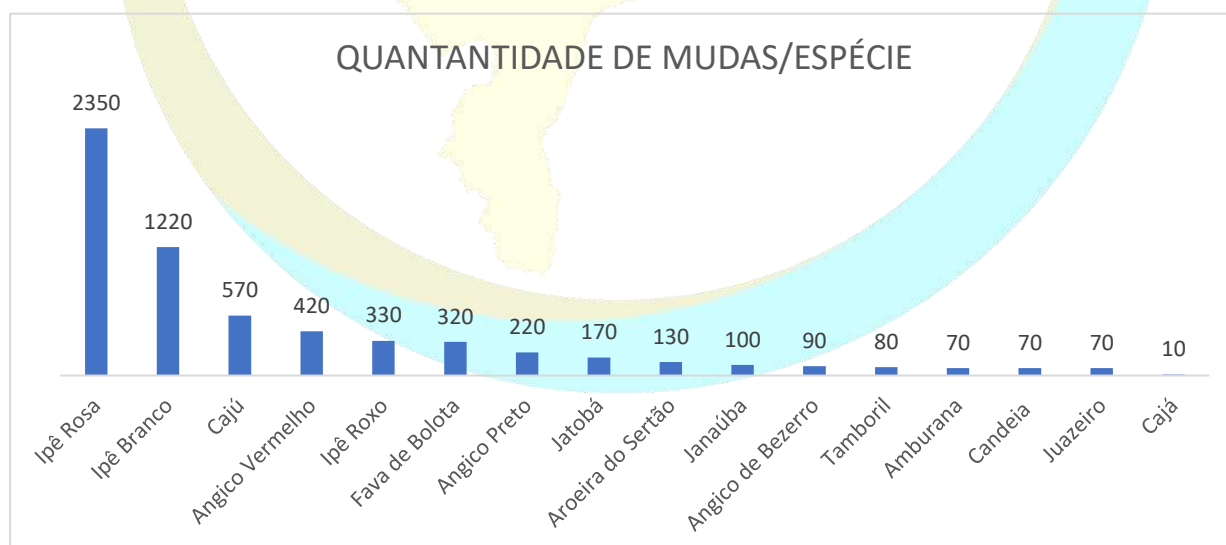 QUANTANTIDADE DE MUDAS/ESPÉCIE
2350
1220
570
420
330
320
220
170
130
100
90
80
70
70
70
10
Ipê Rosa
Ipê Branco
Cajú
Angico Vermelho
Ipê Roxo
Fava de Bolota
Angico Preto
Jatobá
Aroeira do Sertão
Janaúba
Angico de Bezerro
Tamboril
Amburana
Candeia
Juazeiro
Cajá